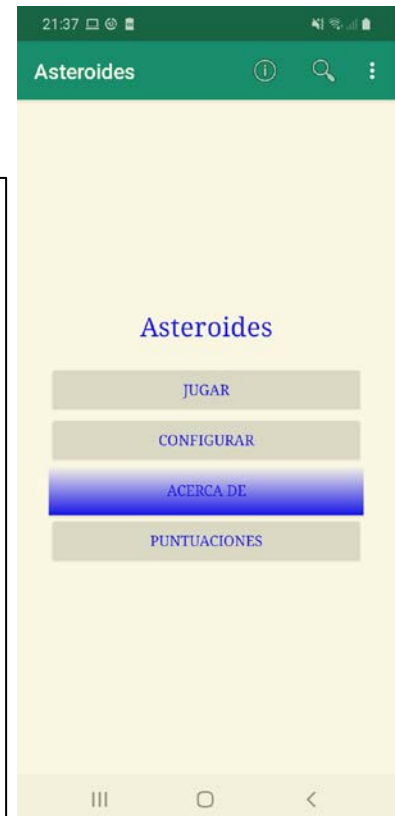 21:37
Asteroides
Asteroides
JUGAR
CONFIGURAR
ACERCA DE
PUNTUACIONES